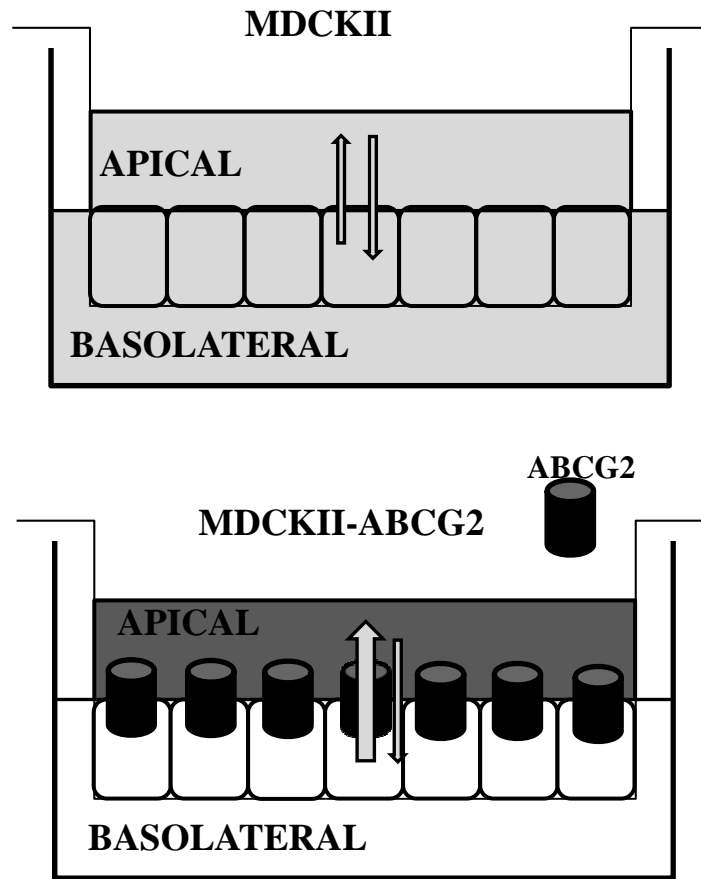 MDCKII
APICAL
BASOLATERAL
ABCG2
MDCKII-ABCG2
APICAL
BASOLATERAL